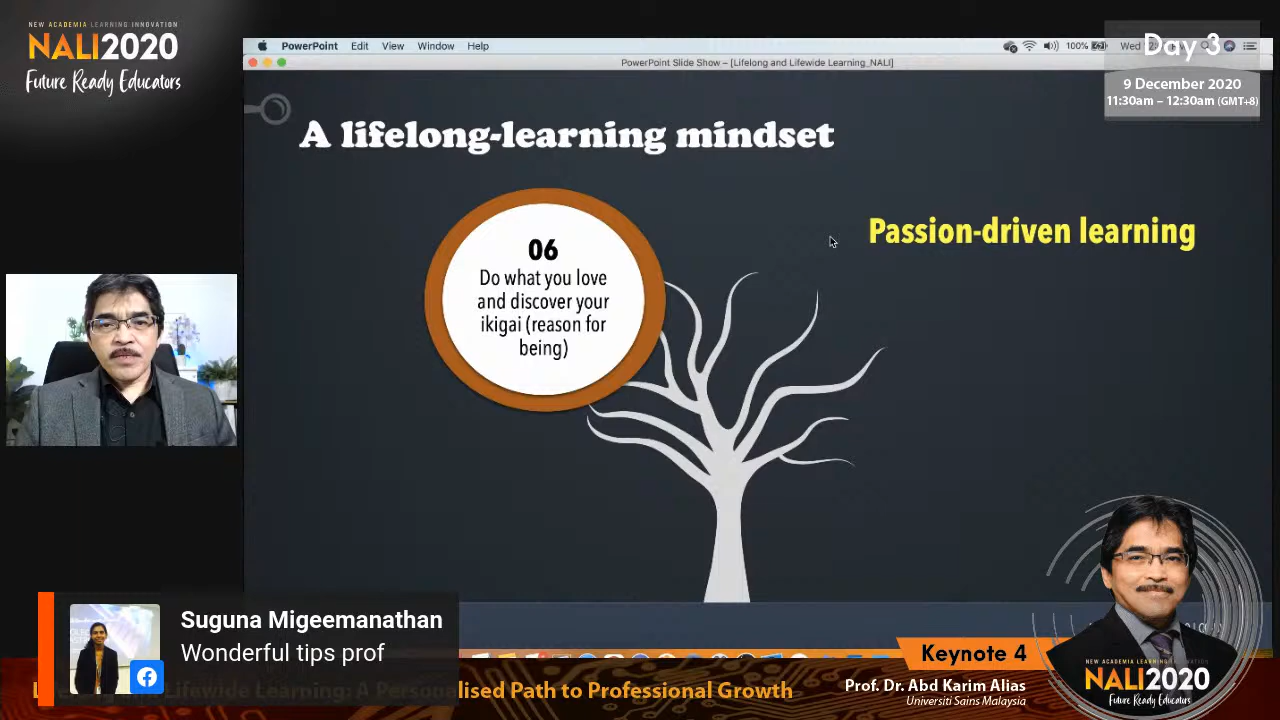 NEW ACADEMIA LEARNING INNOVATION
NALI2020
Future Ready Educators
PowerPoint Edit View Window Help
100%
Wed
PowerPoint Slide Show – [Lifelong and Lifewide Learning_NALI]
Day 3
9 December 2020
11:30am – 12:30am (GMT+8)
A lifelong-learning mindset
06
Do what you love
and discover your
ikigai (reason for
being)
Passion-driven learning
Suguna Migeemanathan
Wonderful tips prof
Lifelong and Lifewide Learning: A Personalised Path to Professional Growth
Keynote 4
Prof. Dr. Abd Karim Alias
Universiti Sains Malaysia
NEW ACADEMIA LEARNING INNOVATION
NALI2020
Future Ready Educators